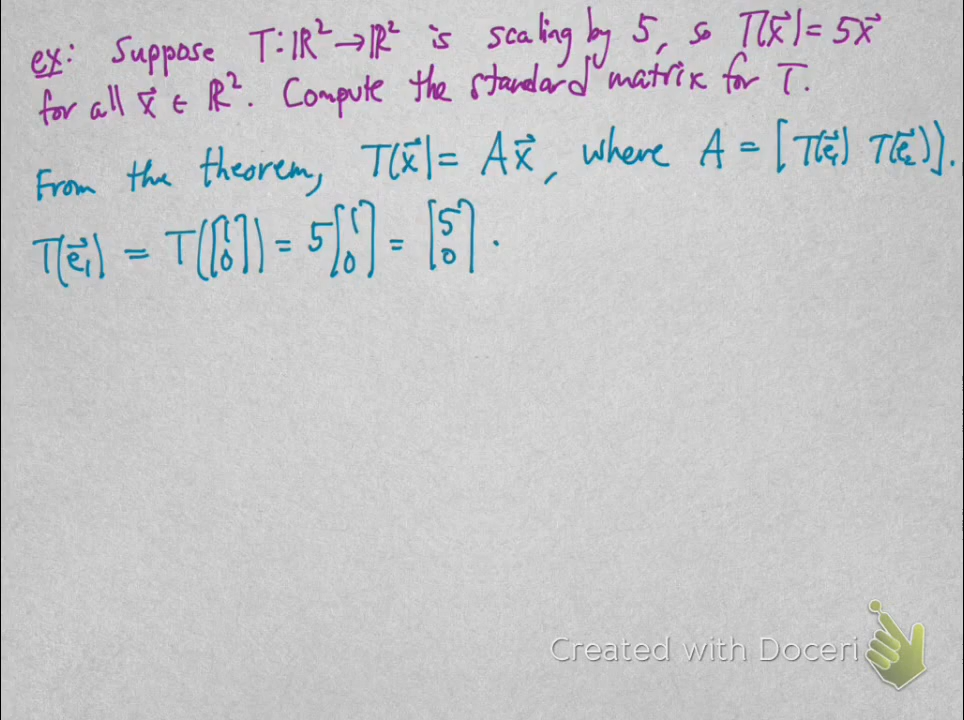 ex: Suppose T: ℝ² → ℝ² is scaling by 5, so T(x⃗) = 5x⃗
for all x⃗ ∈ ℝ². Compute the standard matrix for T.
From the theorem, T(x⃗) = Ax⃗, where A = [T(e⃗₁) T(e⃗₂)].
T(e⃗₁) = T([1 0]) = 5[1 0] = [5 0].
Created with Doceri